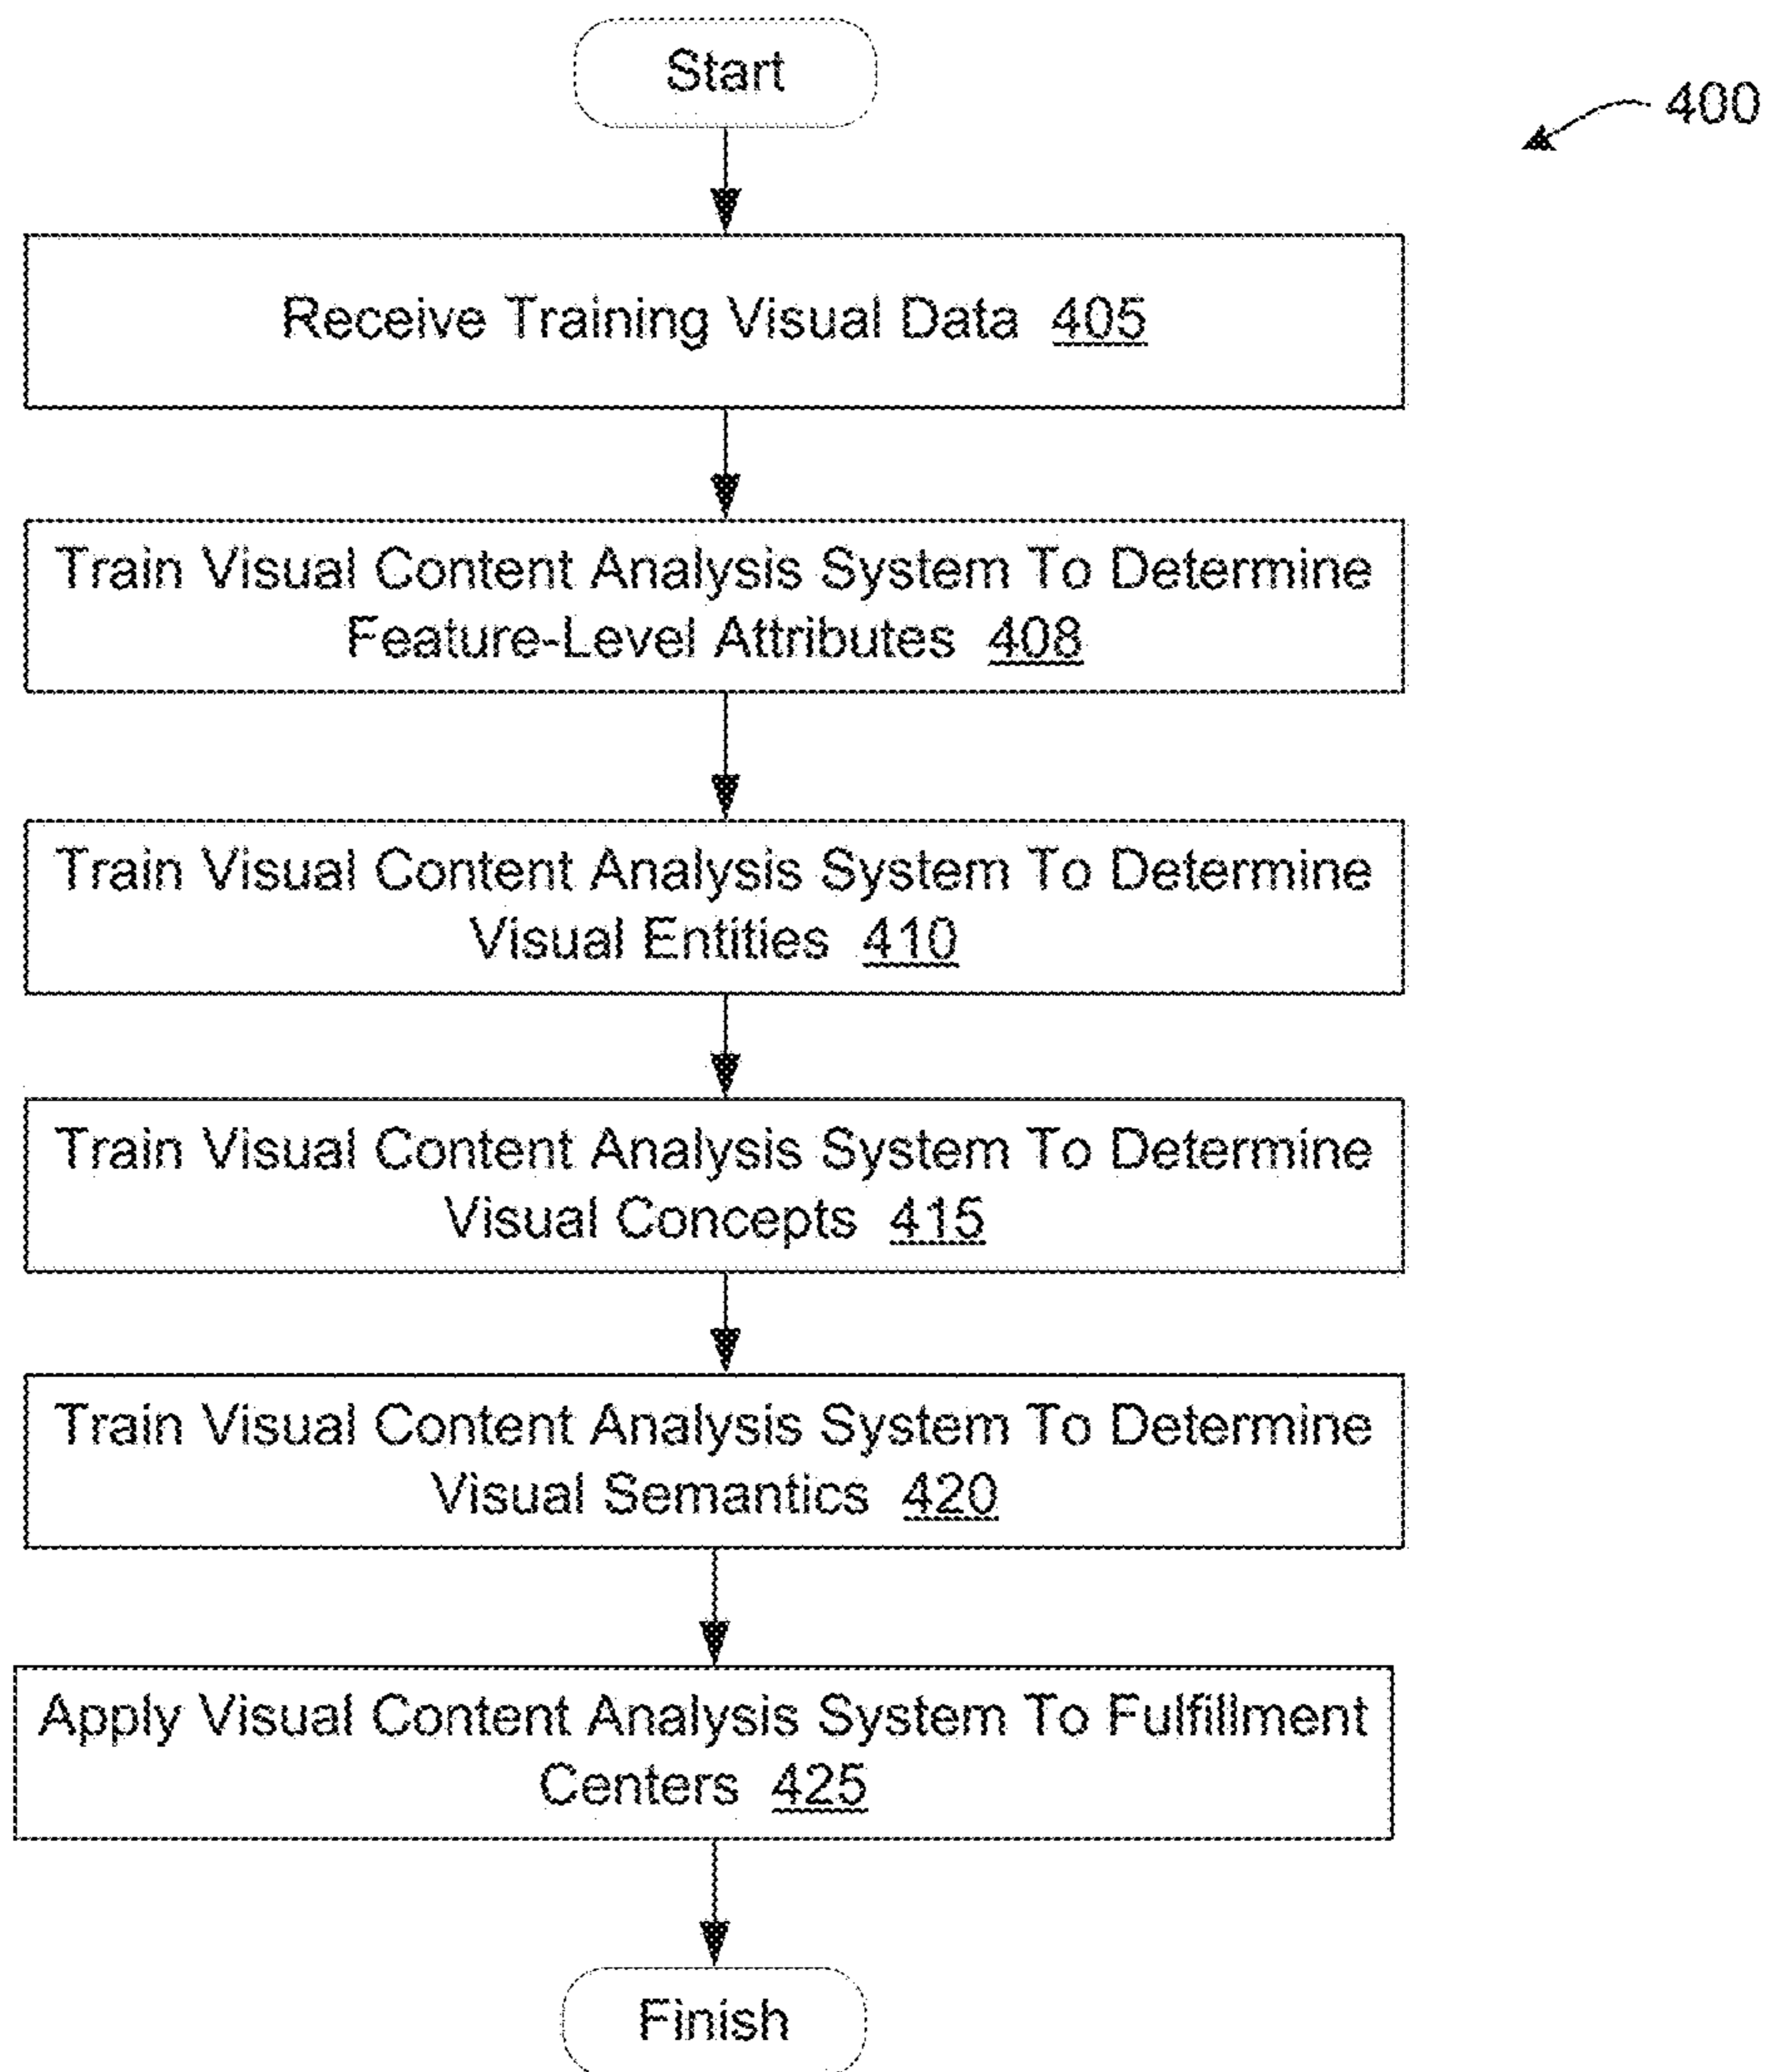 Start
400
Receive Training Visual Data 405
Train Visual Content Analysis System To Determine
Feature-Level Attributes 408
Train Visual Content Analysis System To Determine
Visual Entities 410
Train Visual Content Analysis System To Determine
Visual Concepts 415
Train Visual Content Analysis System To Determine
Visual Semantics 420
Apply Visual Content Analysis System To Fulfillment
Centers 425
Finish